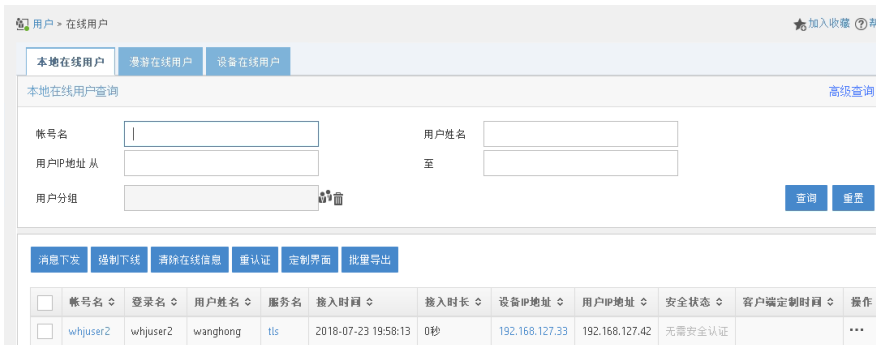 用户 > 在线用户
加入收藏
本地在线用户 漫游在线用户 设备在线用户
本地在线用户查询 高级查询
帐号名 用户姓名
用户IP地址 从 至
用户分组 查询 重置
消息下发 强制下线 清除在线信息 重认证 定制界面 批量导出
帐号名 登录名 用户姓名 服务名 接入时间 接入时长 设备IP地址 用户IP地址 安全状态 客户端定制时间 操作
whjuser2 whjuser2 wanghong tls 2018-07-23 19:58:13 0秒 192.168.127.33 192.168.127.42 无需安全认证 ...